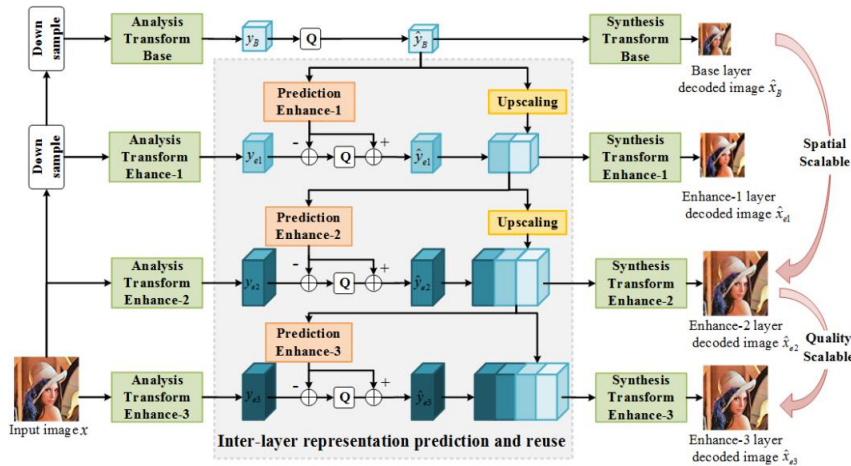 Down
sample
Analysis
Transform
Base
y_B
Q
ŷ_B
Synthesis
Transform
Base
Base layer
decoded image x̂_B
Prediction
Enhance-1
Upscaling
Down
sample
Analysis
Transform
Ehance-1
y_e1
-
Q
+
ŷ_e1
Synthesis
Transform
Enhance-1
Enhance-1 layer
decoded image x̂_e1
Spatial
Scalable
Prediction
Enhance-2
Upscaling
Analysis
Transform
Enhance-2
y_e2
-
Q
+
ŷ_e2
Synthesis
Transform
Enhance-2
Enhance-2 layer
decoded image x̂_e2
Quality
Scalable
Prediction
Enhance-3
Analysis
Transform
Enhance-3
y_e3
-
Q
+
ŷ_e3
Synthesis
Transform
Enhance-3
Input image x
Enhance-3 layer
decoded image x̂_e3
Inter-layer representation prediction and reuse